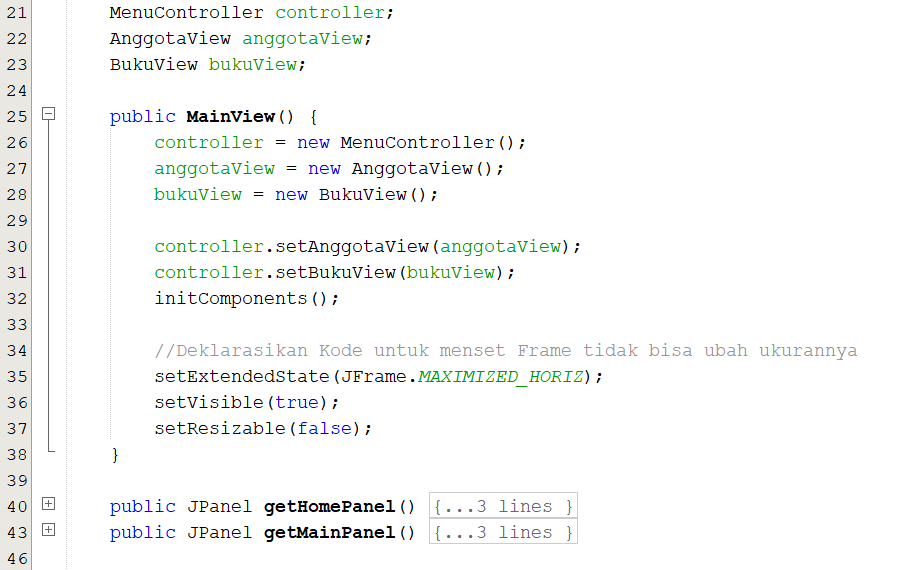 21 MenuController controller;
22 AnggotaView anggotaView;
23 BukuView bukuView;
24
25 public MainView() {
26 controller = new MenuController();
27 anggotaView = new AnggotaView();
28 bukuView = new BukuView();
29
30 controller.setAnggotaView(anggotaView);
31 controller.setBukuView(bukuView);
32 initComponents();
33
34 //Deklarasikan Kode untuk menset Frame tidak bisa ubah ukurannya
35 setExtendedState(JFrame.MAXIMIZED_HORIZ);
36 setVisible(true);
37 setResizable(false);
38 }
39
40 public JPanel getHomePanel() {...3 lines }
43 public JPanel getMainPanel() {...3 lines }
46